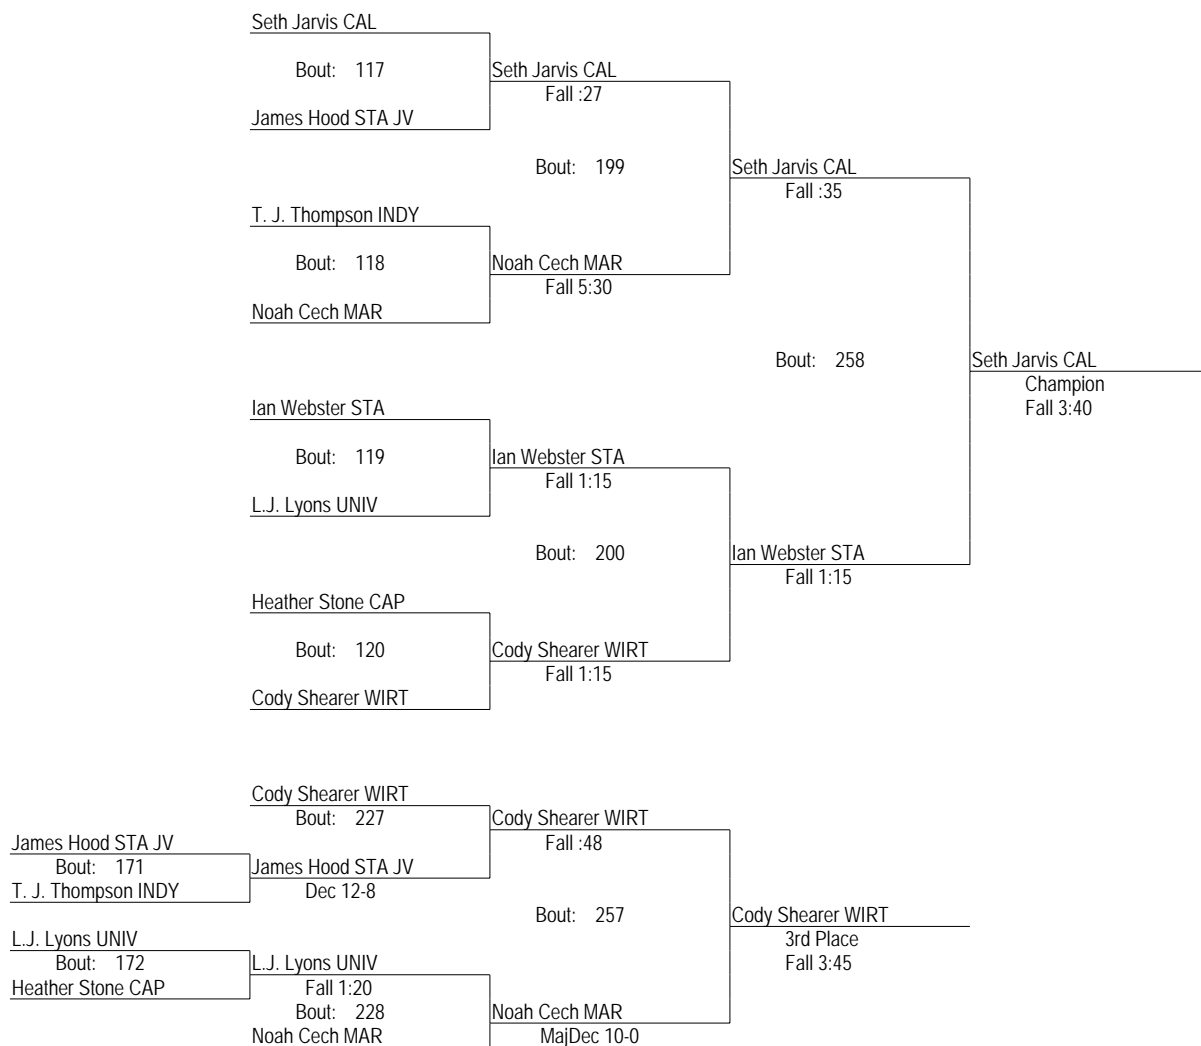 Seth Jarvis CAL
Bout: 117
Seth Jarvis CAL
Fall :27
James Hood STA JV
Bout: 199
Seth Jarvis CAL
Fall :35
T. J. Thompson INDY
Bout: 118
Noah Cech MAR
Fall 5:30
Noah Cech MAR
Bout: 258
Seth Jarvis CAL
Champion
Fall 3:40
Ian Webster STA
Bout: 119
Ian Webster STA
Fall 1:15
L.J. Lyons UNIV
Bout: 200
Ian Webster STA
Fall 1:15
Heather Stone CAP
Bout: 120
Cody Shearer WIRT
Fall 1:15
Cody Shearer WIRT
Cody Shearer WIRT
Bout: 227
Cody Shearer WIRT
Fall :48
James Hood STA JV
Bout: 171
James Hood STA JV
T. J. Thompson INDY
Dec 12-8
Bout: 257
Cody Shearer WIRT
3rd Place
Fall 3:45
L.J. Lyons UNIV
Bout: 172
L.J. Lyons UNIV
Heather Stone CAP
Fall 1:20
Bout: 228
Noah Cech MAR
Noah Cech MAR
MajDec 10-0